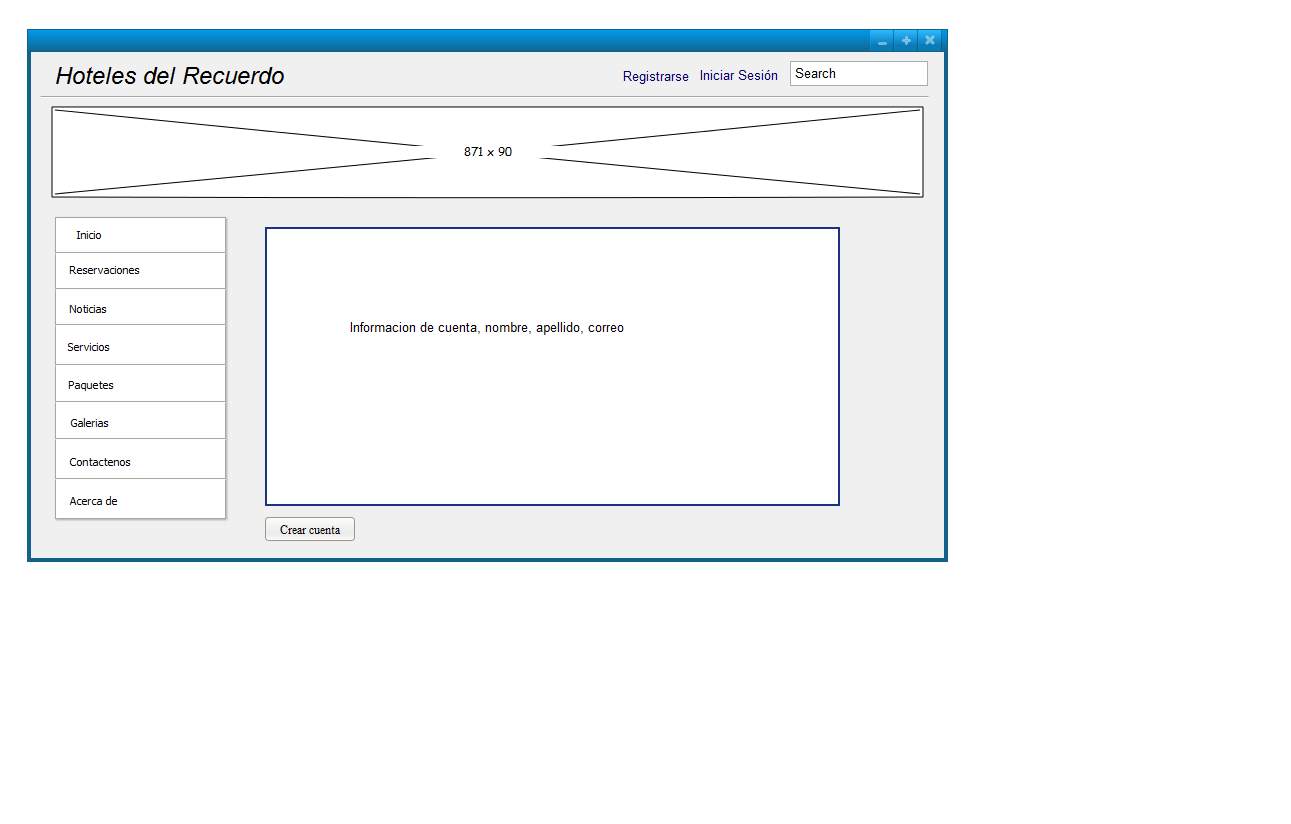 Hoteles del Recuerdo
Registrarse Iniciar Sesión Search
871 x 90
Inicio
Reservaciones
Noticias
Servicios
Paquetes
Galerias
Contactenos
Acerca de
Informacion de cuenta, nombre, apellido, correo
Crear cuenta